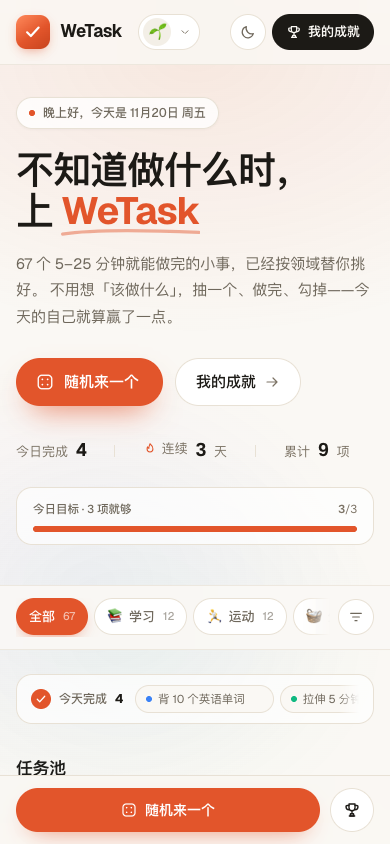 WeTask
我的成就
晚上好，今天是 11月20日 周五
不知道做什么时，
上 WeTask
67 个 5–25 分钟就能做完的小事，已经按领域替你挑
好。 不用想「该做什么」，抽一个、做完、勾掉——今
天的自己就算赢了一点。
随机来一个
我的成就
今日完成 4
连续 3 天
累计 9 项
今日目标 · 3 项就够
3/3
全部 67
学习 12
运动 12
今天完成 4
背 10 个英语单词
拉伸 5 分钟
任务池
随机来一个